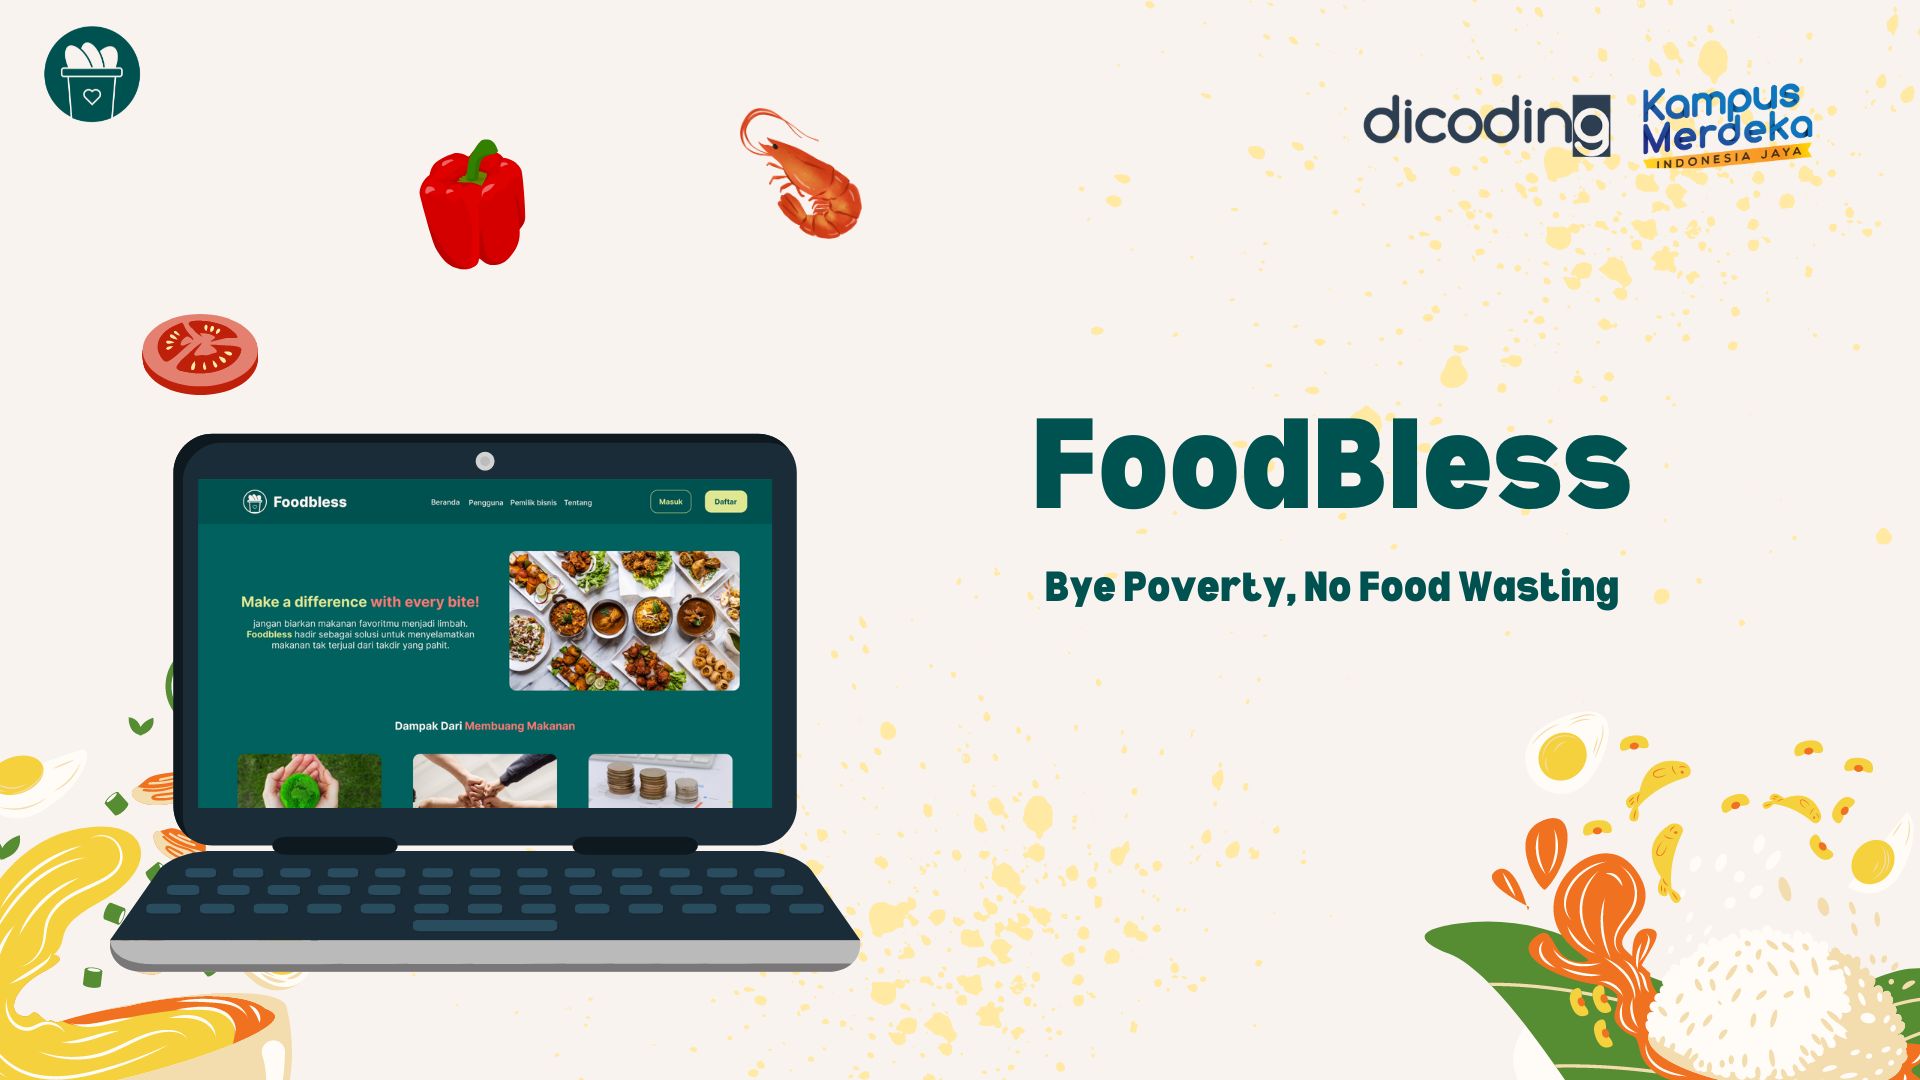 dicoding
Kampus
Merdeka
INDONESIA JAYA
FoodBless
Bye Poverty, No Food Wasting
Foodbless
Beranda Pengguna Pemilik bisnis Tentang
Masuk Daftar
Make a difference with every bite!
jangan biarkan makanan favoritmu menjadi limbah.
Foodbless hadir sebagai solusi untuk menyelamatkan
makanan tak terjual dari takdir yang pahit.
Dampak Dari Membuang Makanan